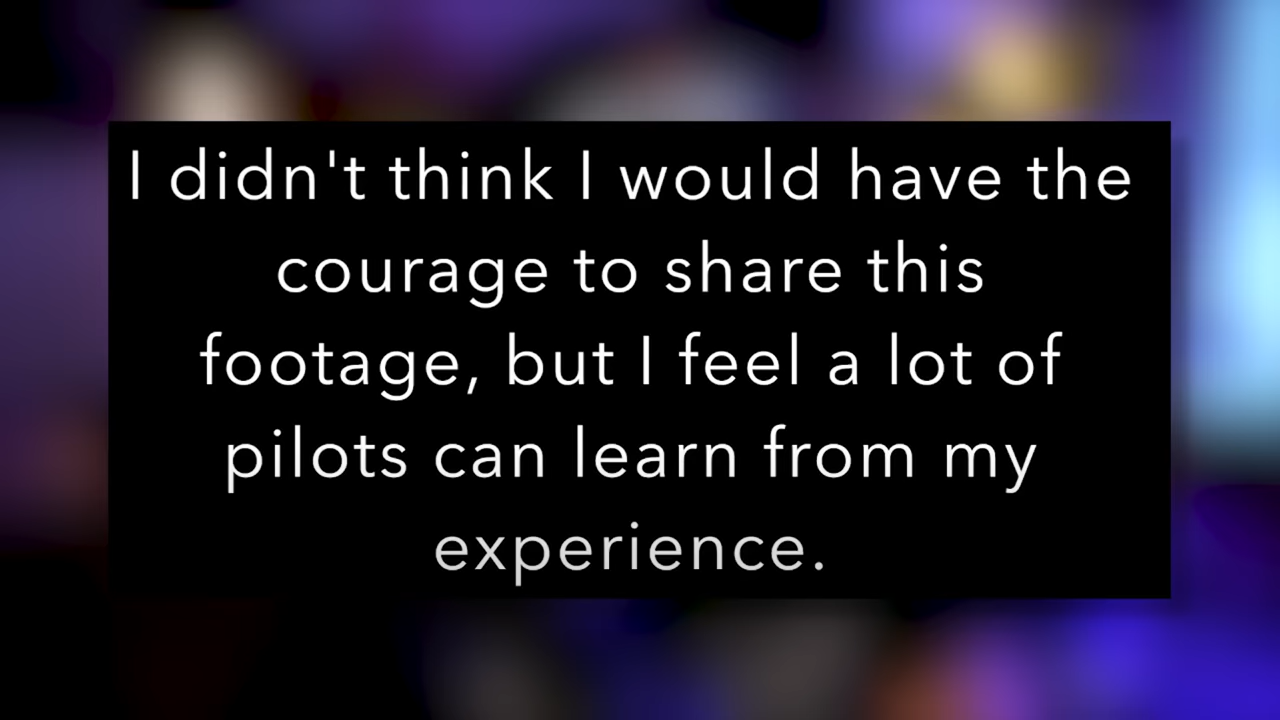 I didn't think I would have the
courage to share this
footage, but I feel a lot of
pilots can learn from my
experience.